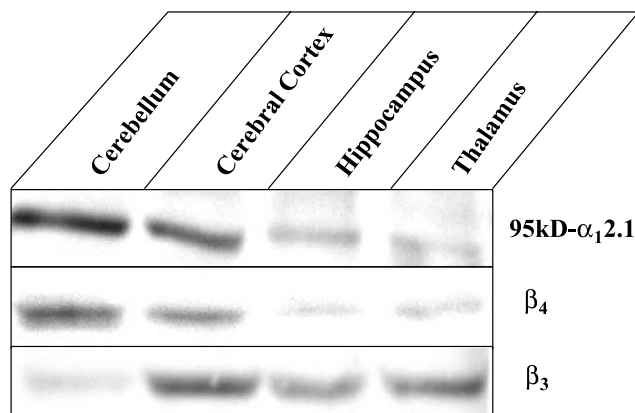 Cerebellum
Cerebral Cortex
Hippocampus
Thalamus
95kD-α₁2.1
β₄
β₃